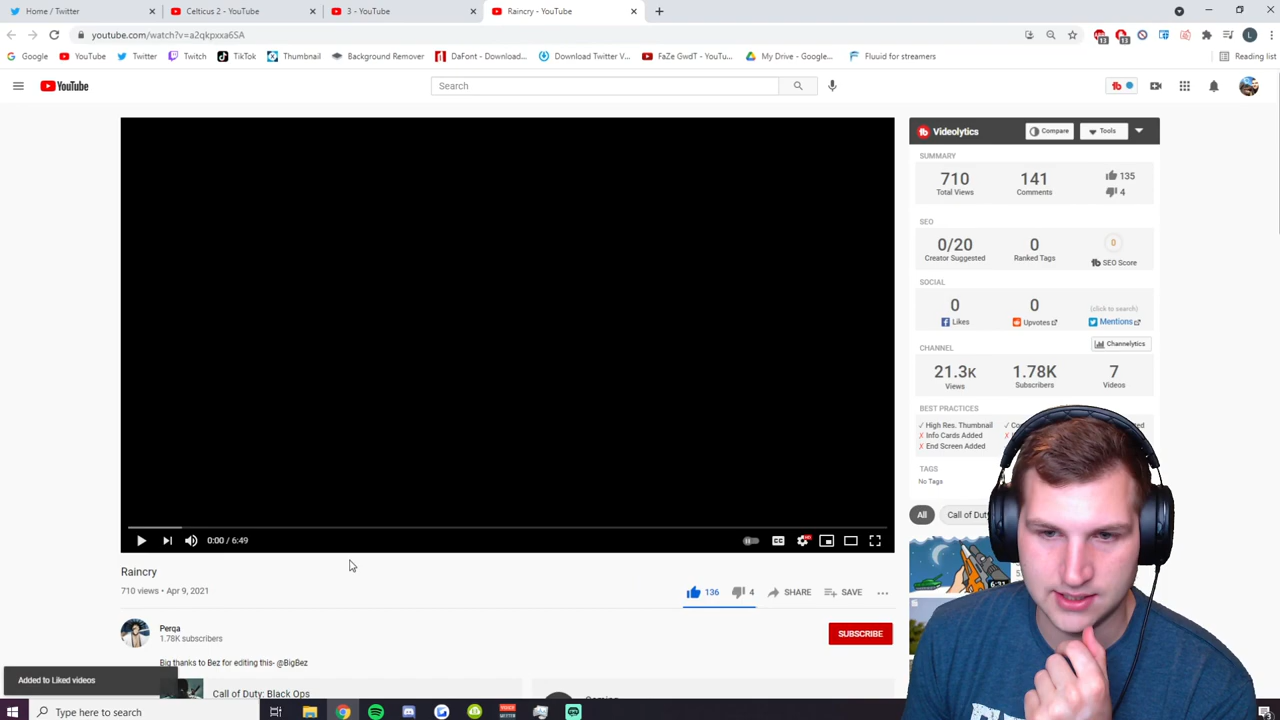 Home / Twitter
Celticus 2 - YouTube
3 - YouTube
Raincry - YouTube
youtube.com/watch?v=a2qkpxxa6SA
L
Google
YouTube
Twitter
Twitch
TikTok
Thumbnail
Background Remover
DaFont - Download...
Download Twitter V...
FaZe GwdT - YouTu...
My Drive - Google...
Fluuid for streamers
Reading list
YouTube
Search
Videolytics
Compare
Tools
SUMMARY
710
Total Views
141
Comments
135
4
SEO
0/20
Creator Suggested
0
Ranked Tags
0
SEO Score
SOCIAL
0
Likes
0
Upvotes
(click to search)
Mentions
CHANNEL
Channelytics
21.3K
Views
1.78K
Subscribers
7
Videos
BEST PRACTICES
High Res. Thumbnail
Info Cards Added
End Screen Added
TAGS
No Tags
All
Call of Duty
6:31
0:00 / 6:49
Raincry
710 views • Apr 9, 2021
136
4
SHARE
SAVE
Perqa
1.78K subscribers
SUBSCRIBE
Big thanks to Bez for editing this- @BigBez
Call of Duty: Black Ops
Added to Liked videos
Type here to search